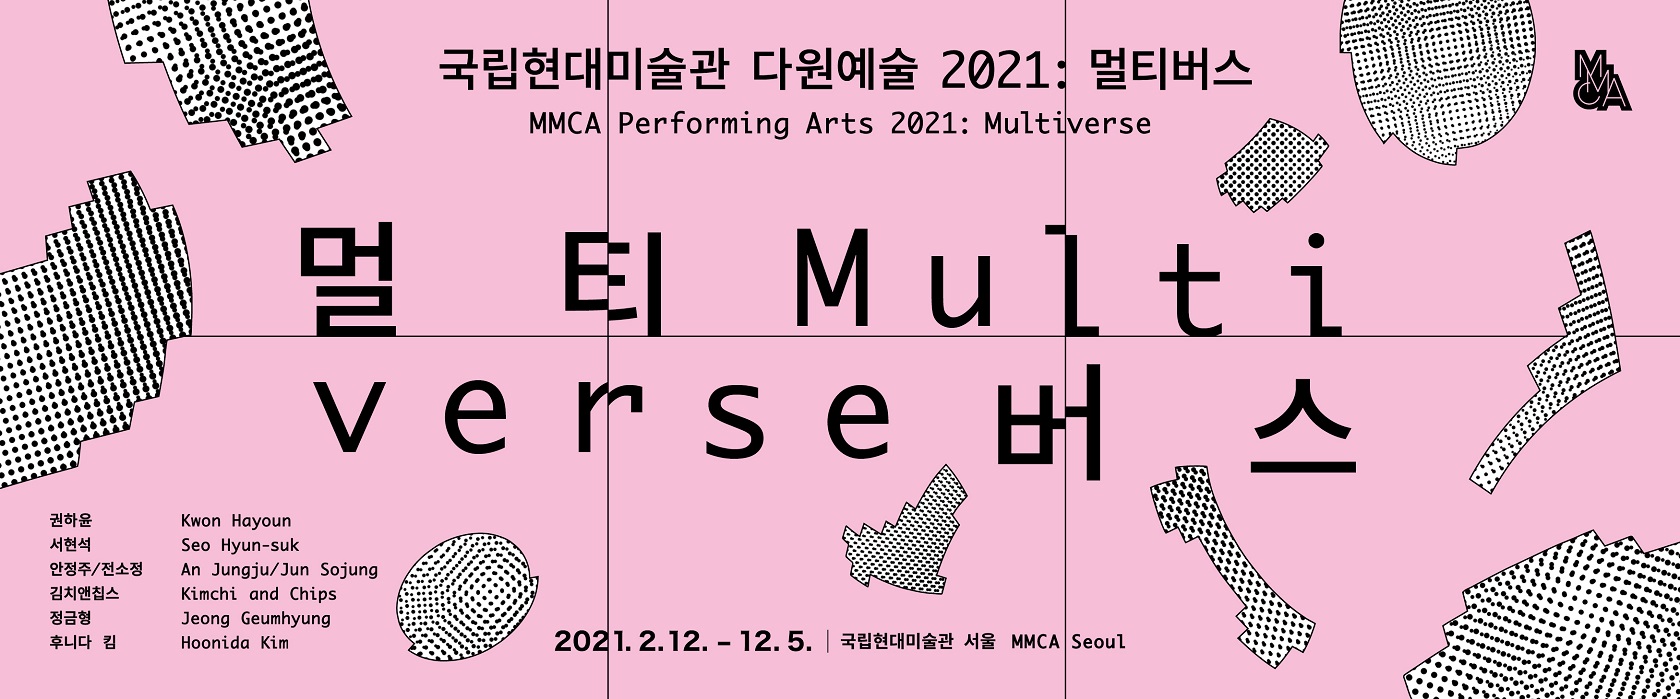 국립현대미술관 다원예술 2021: 멀티버스
MMCA Performing Arts 2021: Multiverse
MMCA
멀 티 Multi
verse 버 스
권하윤 Kwon Hayoun
서현석 Seo Hyun-suk
안정주/전소정 An Jungju/Jun Sojung
김치앤칩스 Kimchi and Chips
정금형 Jeong Geumhyung
후니다 킴 Hoonida Kim
2021. 2.12. – 12. 5. | 국립현대미술관 서울 MMCA Seoul